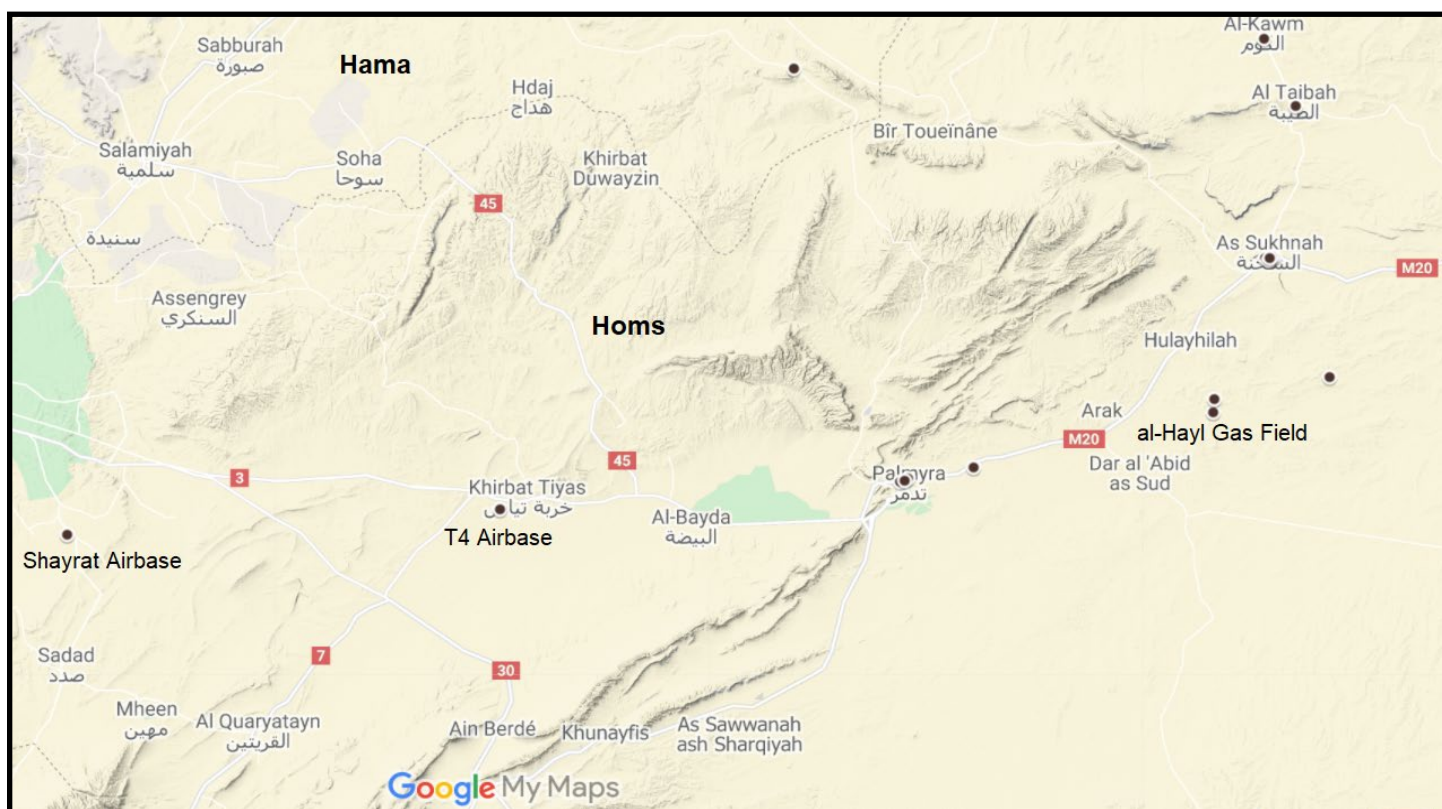 Al-Kawm
الكوم
Sabburah
صبورة
Hama
Hdaj
هداج
Al Taibah
الطيبة
Bîr Toueïnâne
Salamiyah
سلمية
Soha
سوحا
Khirbat
Duwayzin
45
سنيدة
As Sukhnah
السخنة
M20
Assengrey
السنكري
Homs
Hulayhilah
Arak
al-Hayl Gas Field
M20
3
45
Khirbat Tiyas
خربة تياس
Palmyra
تدمر
Dar al 'Abid
as Sud
T4 Airbase
Al-Bayda
البيضة
Shayrat Airbase
Sadad
صدد
7
30
Mheen
مهين
Al Quaryatayn
القريتين
Ain Berdé
Khunayfis
As Sawwanah
ash Sharqiyah
Google My Maps